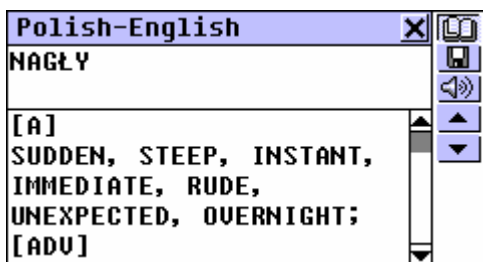 Polish-English
NAGŁY
[A]
SUDDEN, STEEP, INSTANT,
IMMEDIATE, RUDE,
UNEXPECTED, OVERNIGHT;
[ADV]